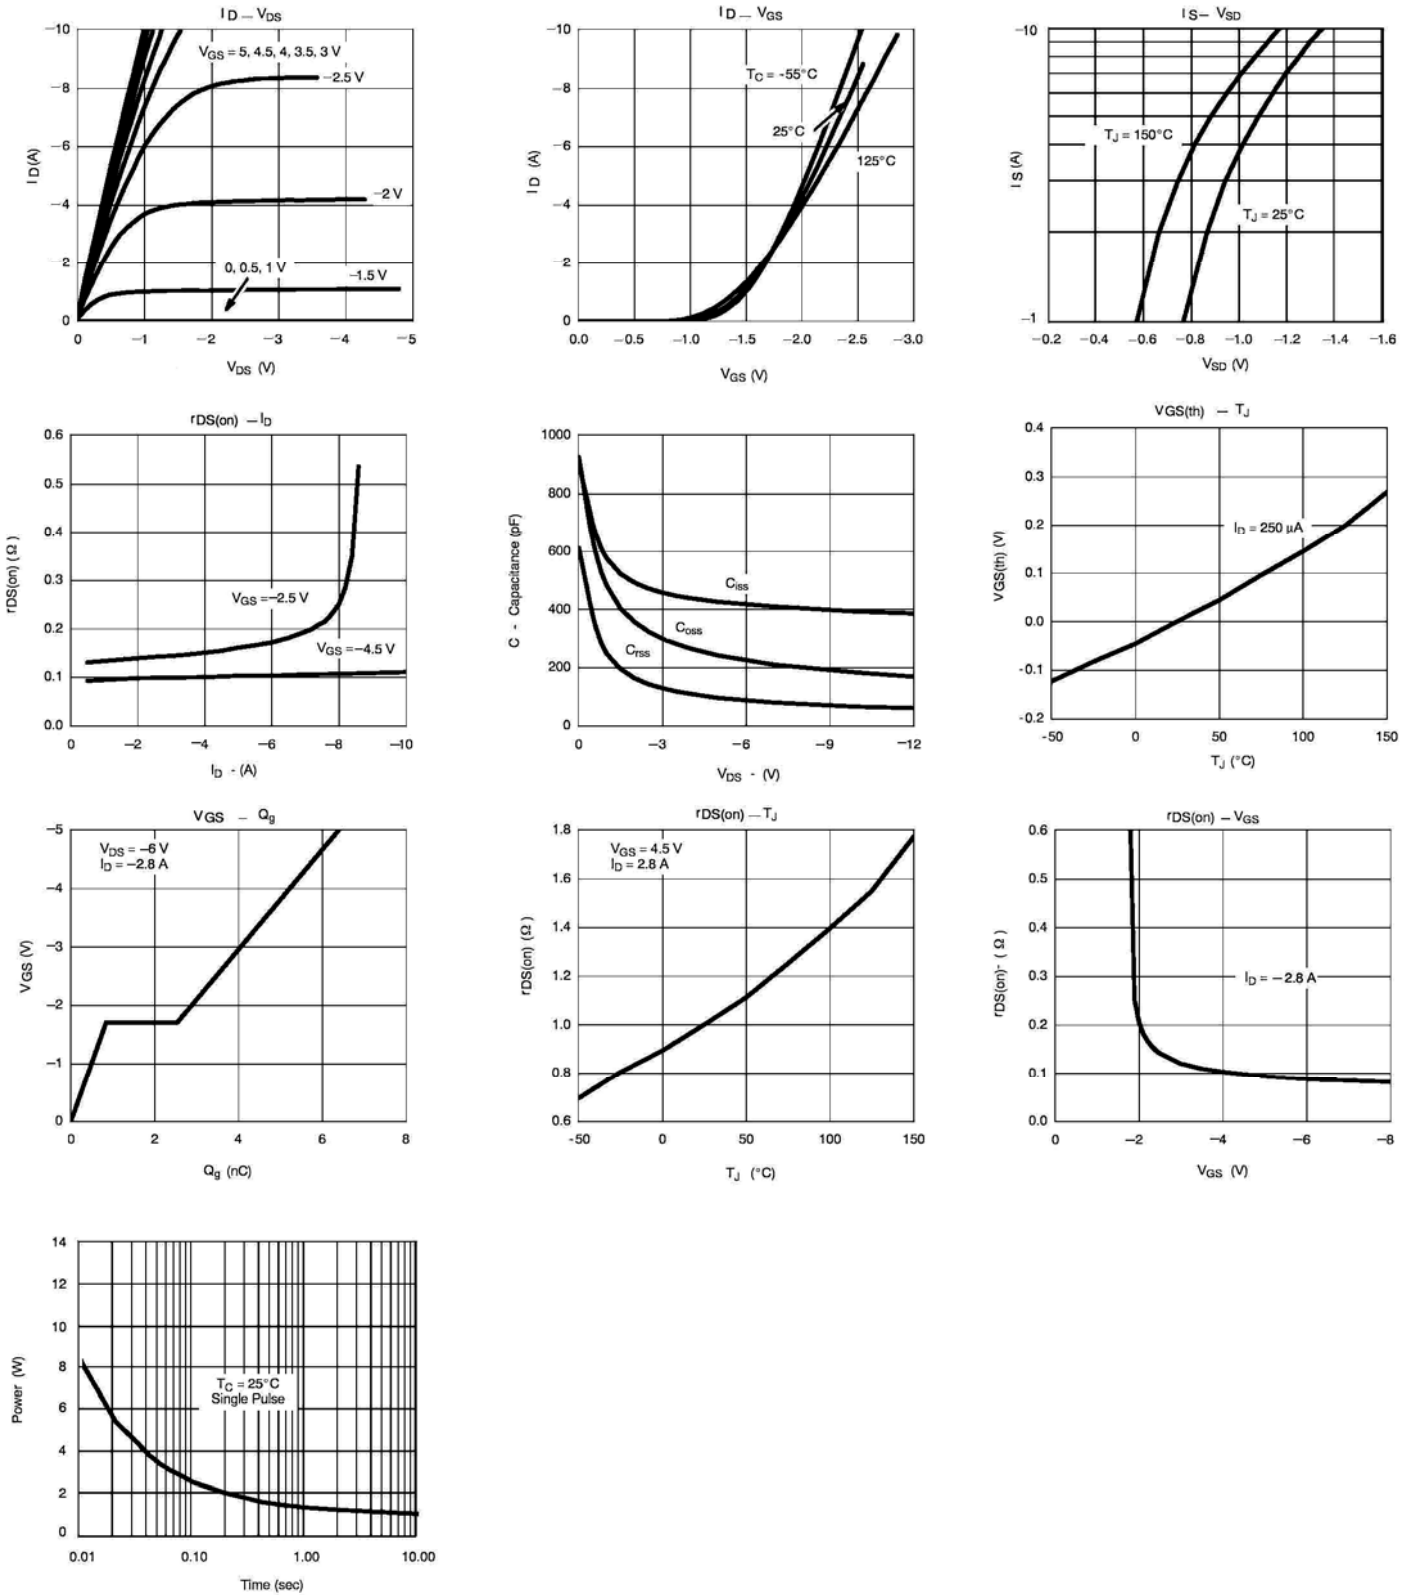 I D — VDS
–10
–8
–6
–4
–2
0
I D (A)
VGS = 5, 4.5, 4, 3.5, 3 V
–2.5 V
–2 V
0, 0.5, 1 V
–1.5 V
0 –1 –2 –3 –4 –5
VDS (V)
I D — VGS
–10
–8
–6
–4
–2
0
I D (A)
TC = -55°C
25°C
125°C
0.0 –0.5 –1.0 –1.5 –2.0 –2.5 –3.0
VGS (V)
I S – VSD
–10
–1
I S (A)
TJ = 150°C
TJ = 25°C
–0.2 –0.4 –0.6 –0.8 –1.0 –1.2 –1.4 –1.6
VSD (V)
rDS(on) – ID
0.6
0.5
0.4
0.3
0.2
0.1
0.0
rDS(on) ( Ω )
VGS = –2.5 V
VGS = –4.5 V
0 –2 –4 –6 –8 –10
ID - (A)
1000
800
600
400
200
0
C - Capacitance (pF)
Ciss
Coss
Crss
0 –3 –6 –9 –12
VDS - (V)
VGS(th) – TJ
0.4
0.3
0.2
0.1
0.0
-0.1
-0.2
VGS(th) (V)
ID = 250 μA
-50 0 50 100 150
TJ (°C)
VGS – Qg
–5
–4
–3
–2
–1
0
VGS (V)
VDS = –6 V
ID = –2.8 A
0 2 4 6 8
Qg (nC)
rDS(on) — TJ
1.8
1.6
1.4
1.2
1.0
0.8
0.6
rDS(on) (Ω )
VGS = 4.5 V
ID = 2.8 A
-50 0 50 100 150
TJ (°C)
rDS(on) – VGS
0.6
0.5
0.4
0.3
0.2
0.1
0.0
rDS(on)- ( Ω )
ID = – 2.8 A
0 –2 –4 –6 –8
VGS (V)
14
12
10
8
6
4
2
0
Power (W)
TC = 25°C
Single Pulse
0.01 0.10 1.00 10.00
Time (sec)